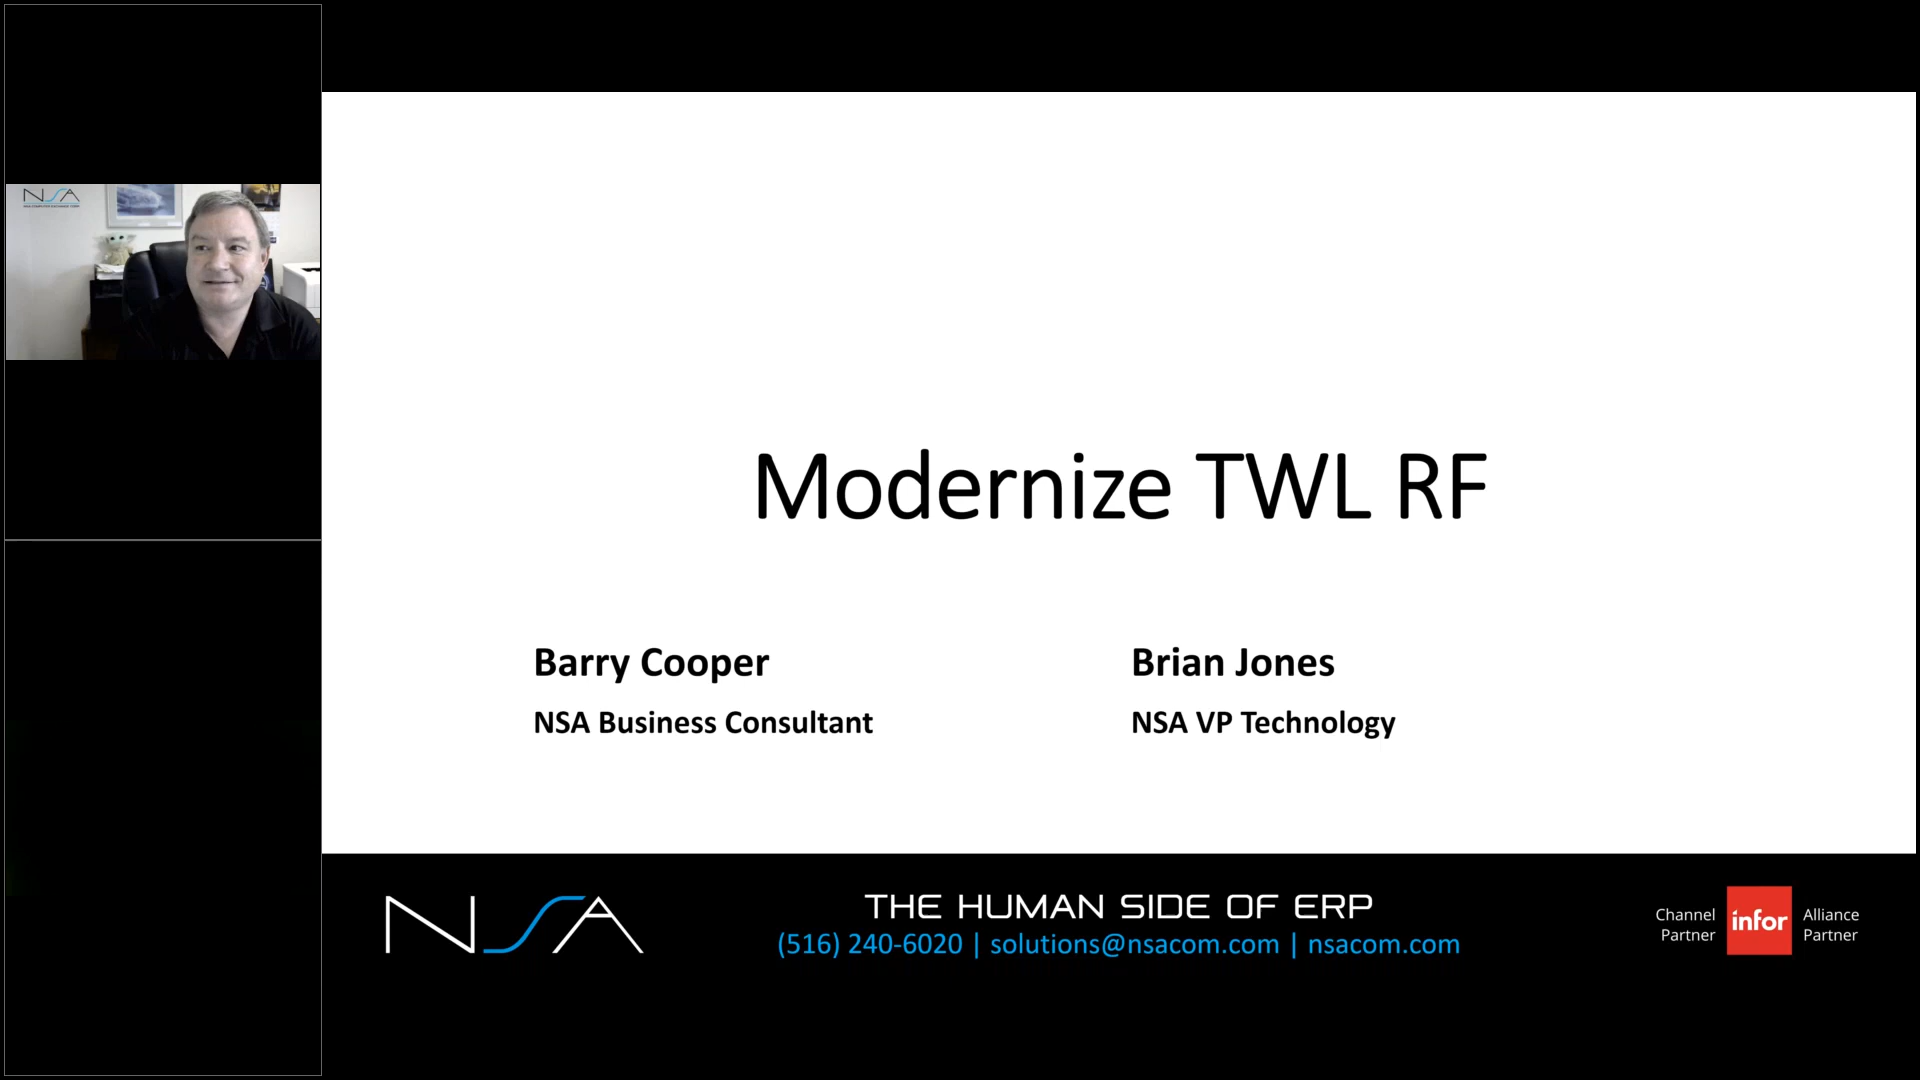 NSA
Modernize TWL RF
Barry Cooper
Brian Jones
NSA Business Consultant
NSA VP Technology
NSA
THE HUMAN SIDE OF ERP
(516) 240-6020 | solutions@nsacom.com | nsacom.com
Channel Partner
infor
Alliance Partner